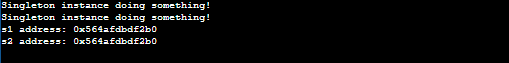 Singleton instance doing something!
Singleton instance doing something!
s1 address: 0x564afdbdf2b0
s2 address: 0x564afdbdf2b0